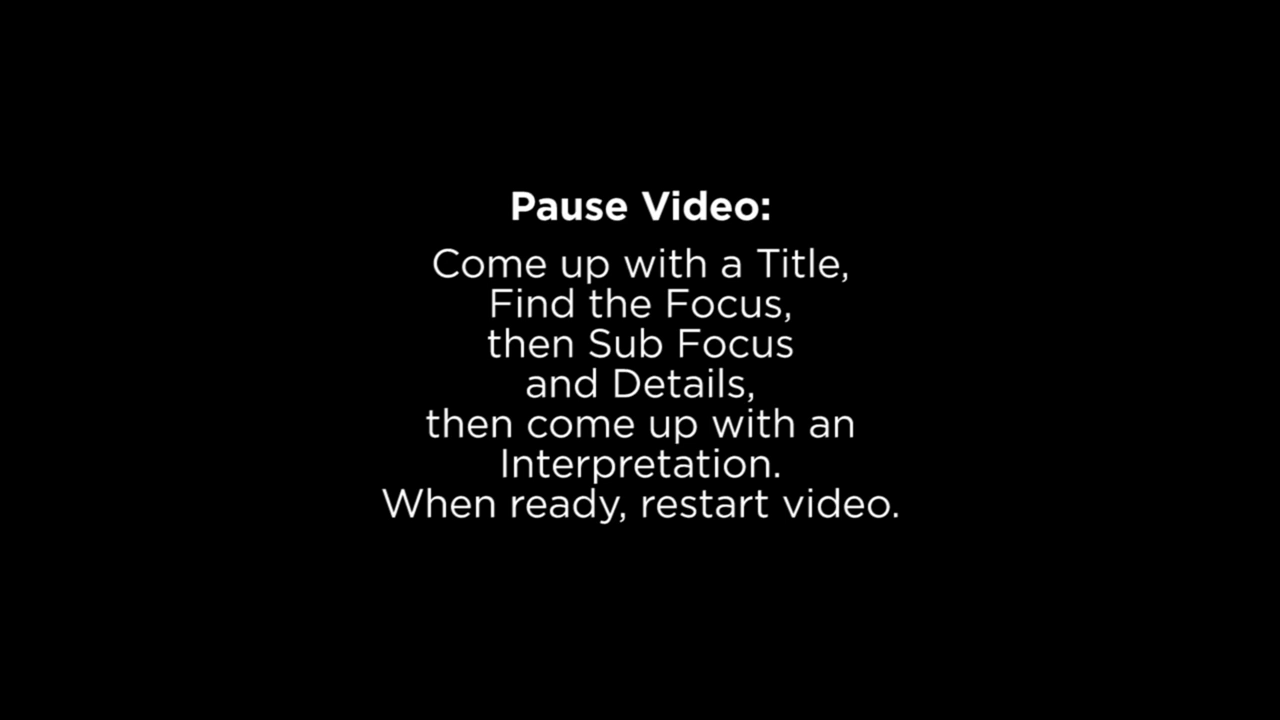 Pause Video:
Come up with a Title,
Find the Focus,
then Sub Focus
and Details,
then come up with an
Interpretation.
When ready, restart video.